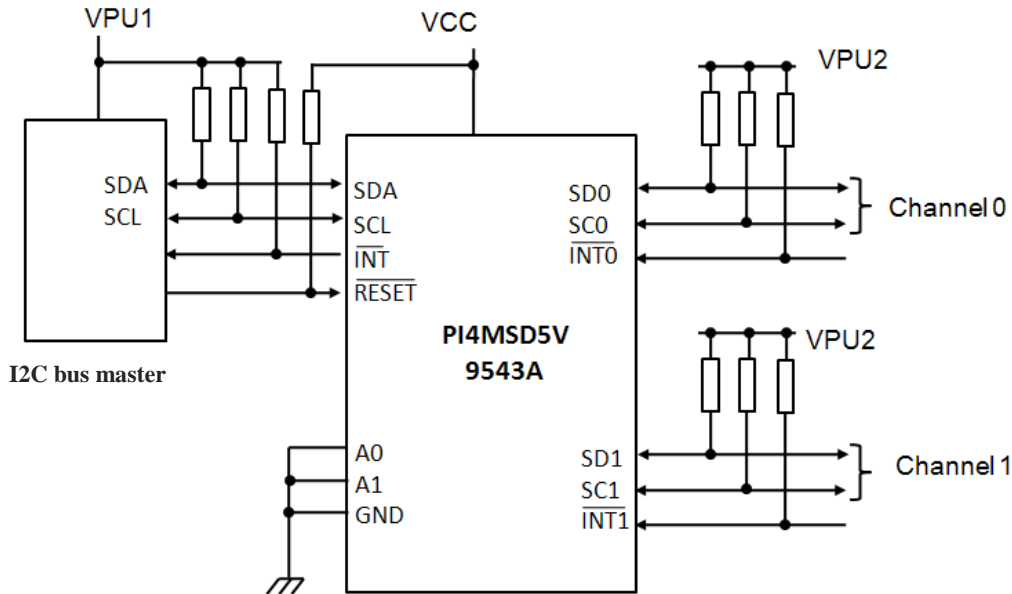 VPU1
VCC
VPU2
SDA
SCL
SDA
SCL
INT
RESET
SD0
SC0
INT0
Channel 0
PI4MSD5V
9543A
I2C bus master
VPU2
A0
A1
GND
SD1
SC1
INT1
Channel 1